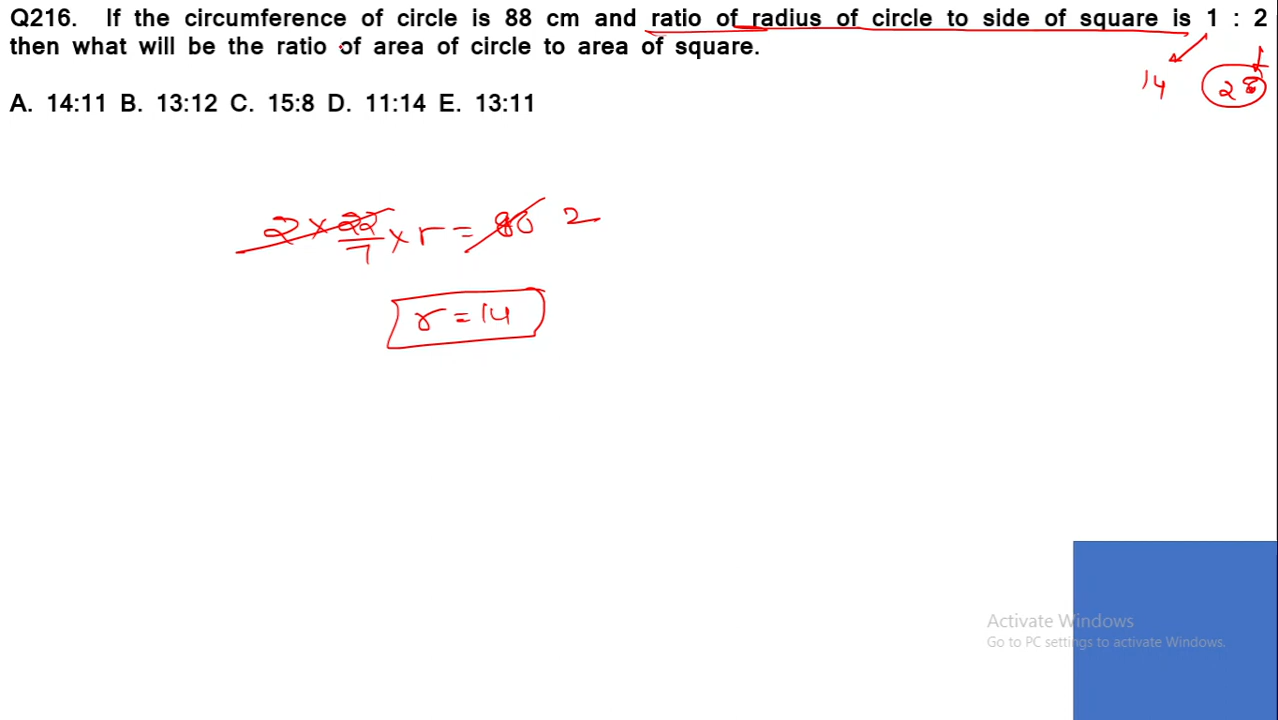 Q216. If the circumference of circle is 88 cm and ratio of radius of circle to side of square is 1 : 2
then what will be the ratio of area of circle to area of square.
14 28
A. 14:11 B. 13:12 C. 15:8 D. 11:14 E. 13:11
2 × 22/7 × r = 2
r = 14
Activate Windows
Go to PC settings to activate Windows.